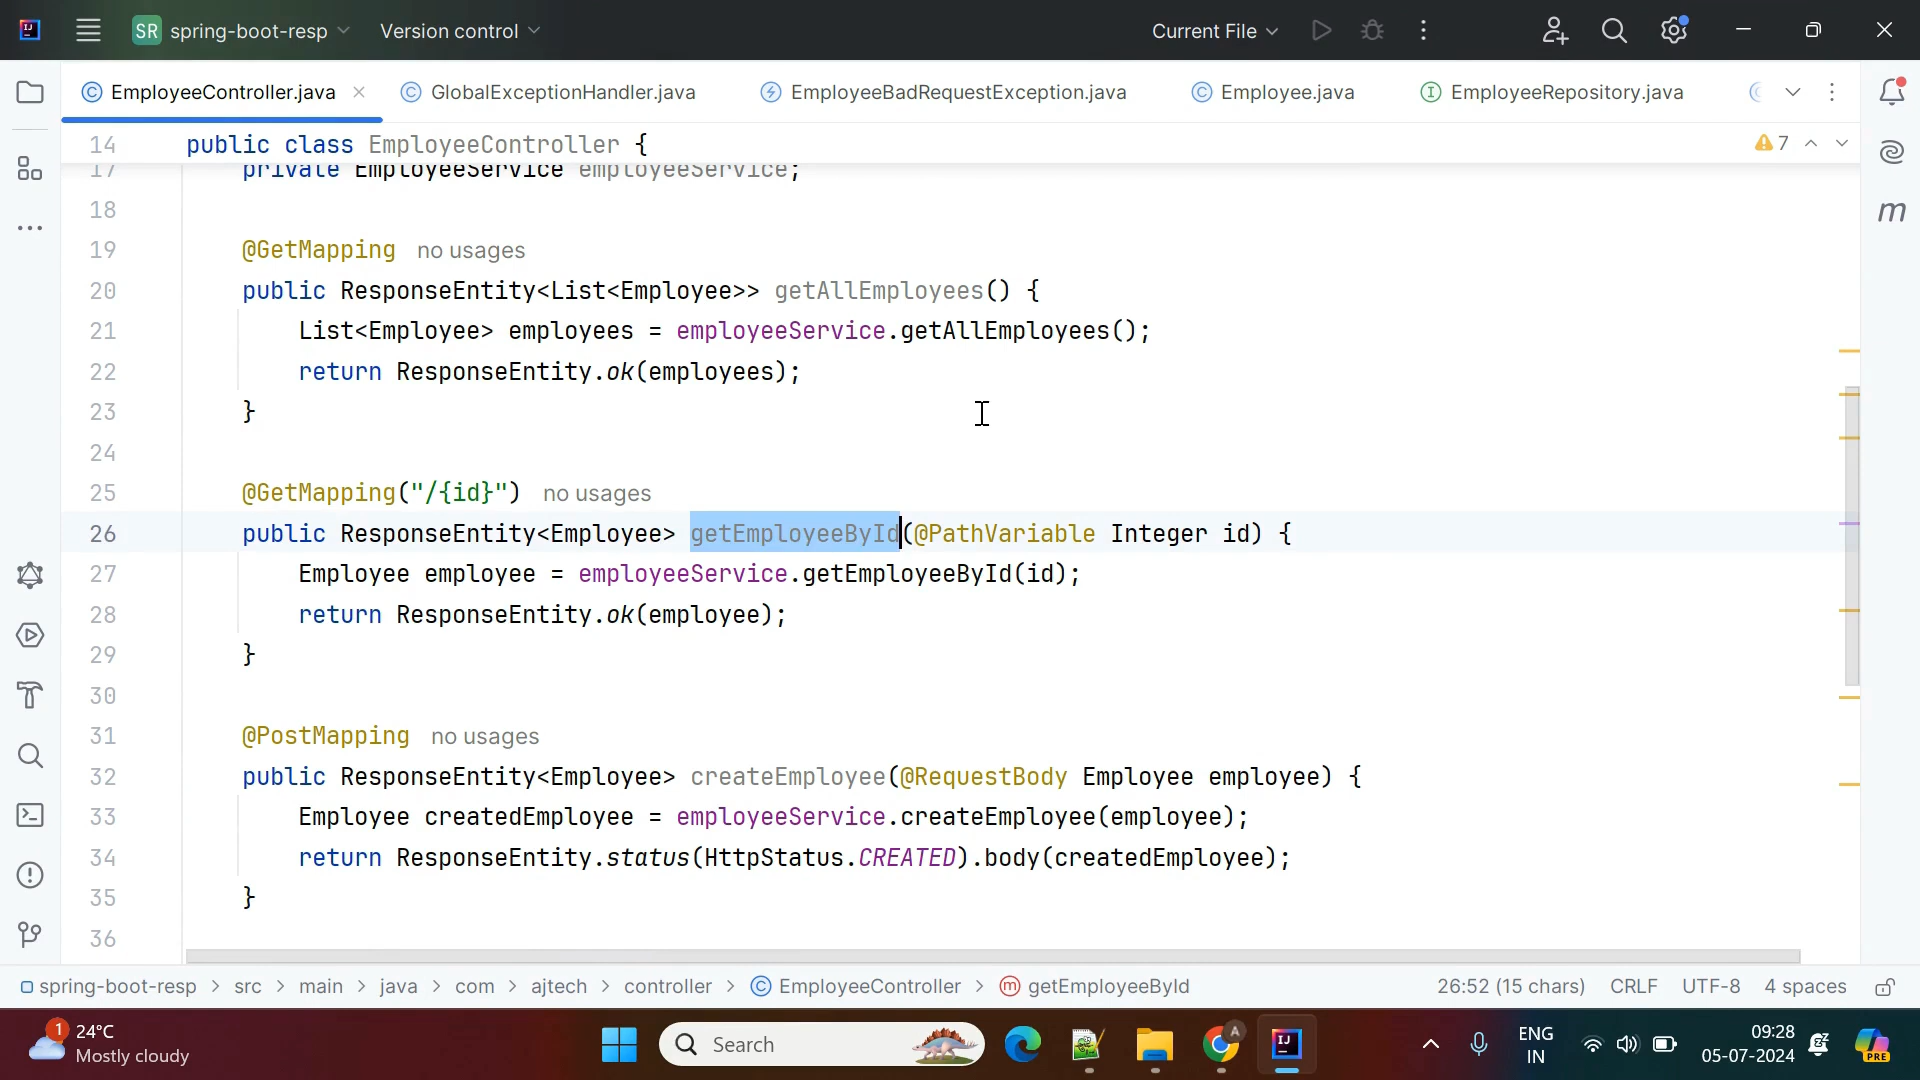 SR spring-boot-resp Version control Current File
EmployeeController.java GlobalExceptionHandler.java EmployeeBadRequestException.java Employee.java EmployeeRepository.java
14 public class EmployeeController { 7
17 private EmployeeService employeeService;
18
19 @GetMapping no usages
20 public ResponseEntity<List<Employee>> getAllEmployees() {
21 List<Employee> employees = employeeService.getAllEmployees();
22 return ResponseEntity.ok(employees);
23 }
24
25 @GetMapping("/{id}") no usages
26 public ResponseEntity<Employee> getEmployeeById(@PathVariable Integer id) {
27 Employee employee = employeeService.getEmployeeById(id);
28 return ResponseEntity.ok(employee);
29 }
30
31 @PostMapping no usages
32 public ResponseEntity<Employee> createEmployee(@RequestBody Employee employee) {
33 Employee createdEmployee = employeeService.createEmployee(employee);
34 return ResponseEntity.status(HttpStatus.CREATED).body(createdEmployee);
35 }
36
spring-boot-resp > src > main > java > com > ajtech > controller > EmployeeController > getEmployeeById 26:52 (15 chars) CRLF UTF-8 4 spaces
1 24°C
Mostly cloudy
Search
A
PRE
ENG
IN
09:28
05-07-2024